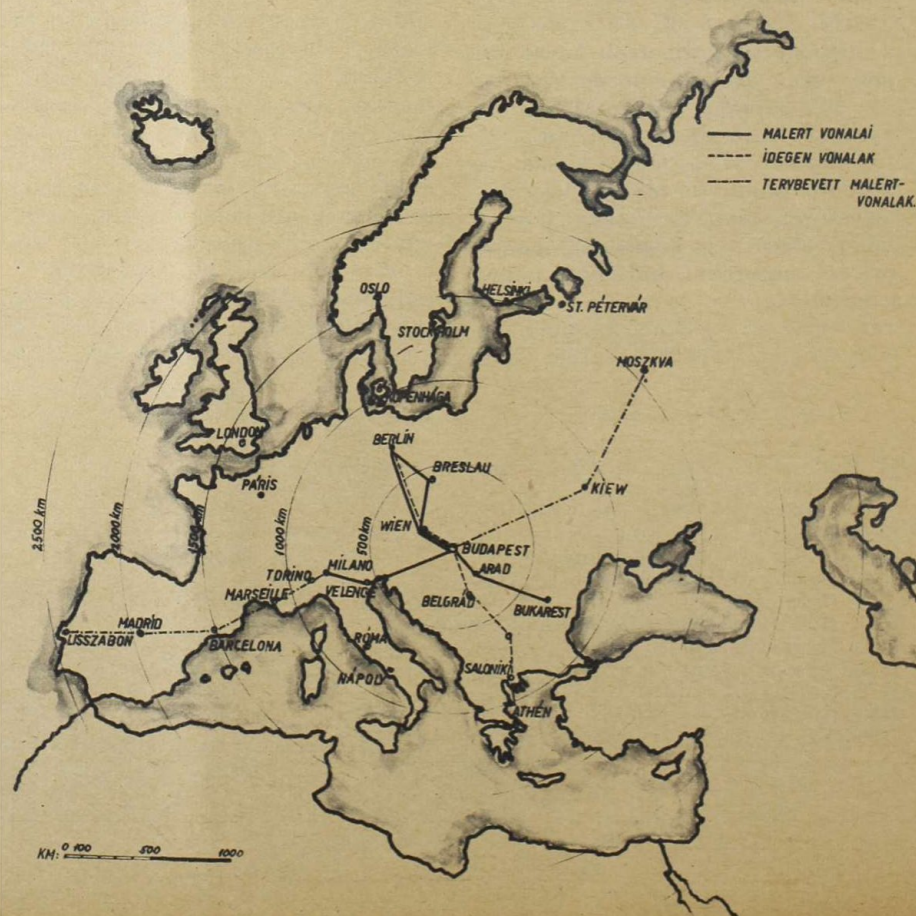 MALERT VONALAI
IDEGEN VONALAK
TERVBEVETT MALERT-
VONALAK.
OSLO
HELSINKI
ST. PÉTERVÁR
STOCKHOLM
MOSZKVA
KOPENHÁGA
LONDON
BERLIN
BRESLAU
PÁRIS
KIEW
2500 km
2000 km
1500 km
1000 km
500 km
WIEN
BUDAPEST
MILANO
TORINO
ARAD
MARSEILLE
VELENCE
BELGRÁD
BUKAREST
MADRID
LISSZABON
BARCELONA
RÓMA
SALONIKI
NÁPOLY
ATHÉN
KM: 0 100 500 1000